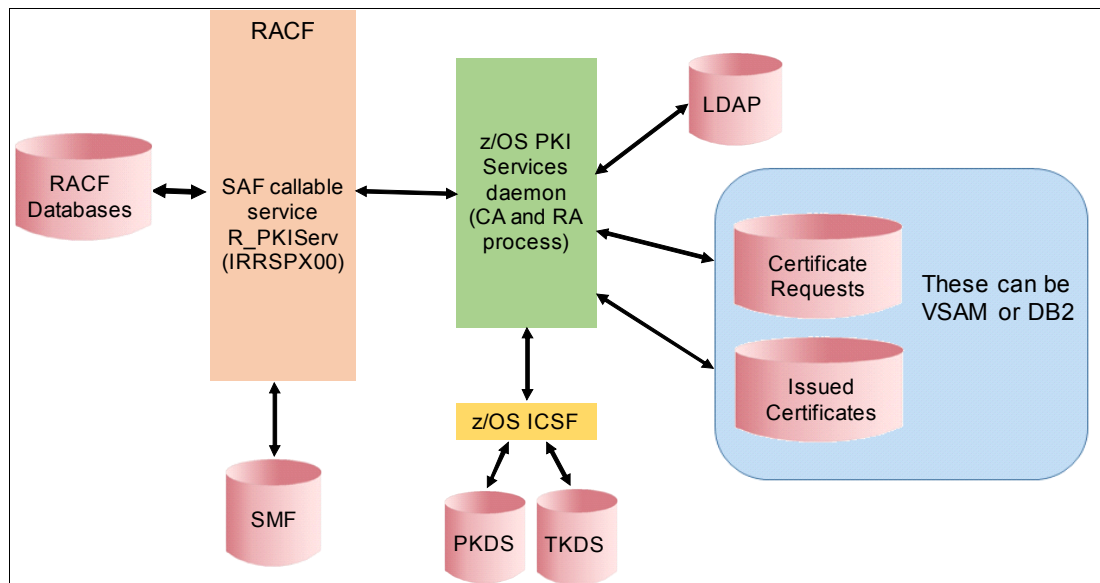 RACF
RACF
Databases
SAF callable
service
R_PKIServ
(IRRSPX00)
SMF
z/OS PKI
Services
daemon
(CA and RA
process)
z/OS ICSF
PKDS
TKDS
LDAP
Certificate
Requests
Issued
Certificates
These can be
VSAM or DB2